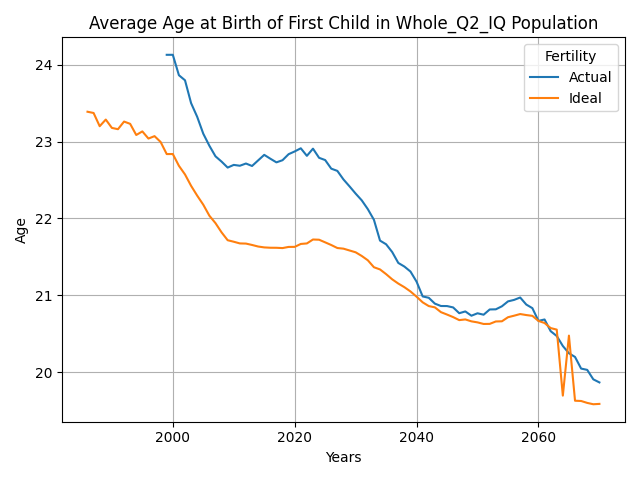 Average Age at Birth of First Child in Whole_Q2_IQ Population
Fertility
Actual
Ideal
24
23
22
21
20
Age
2000
2020
2040
2060
Years